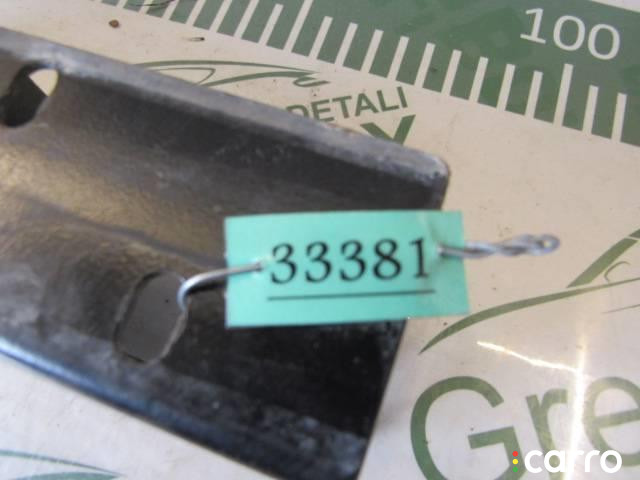 100
DETALI
33381
Gre
carro